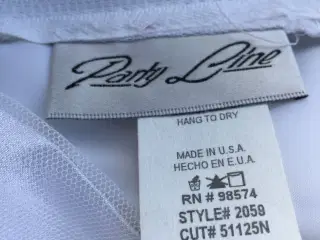 Party Line
HANG TO DRY
MADE IN U.S.A.
HECHO EN E.U.A.
RN # 98574
STYLE# 2059
CUT# 51125N